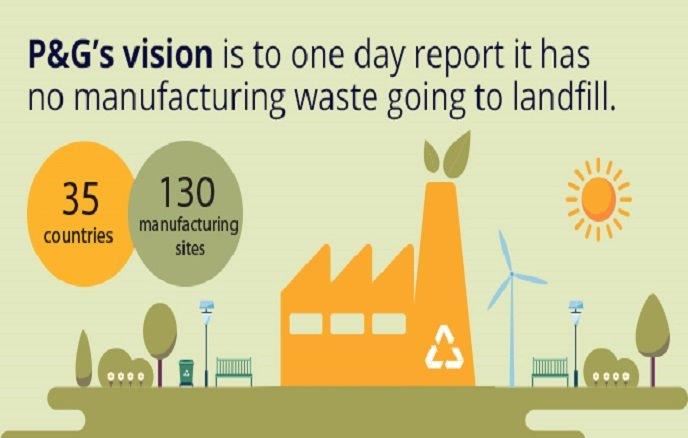 P&G's vision is to one day report it has
no manufacturing waste going to landfill.
35
countries
130
manufacturing
sites